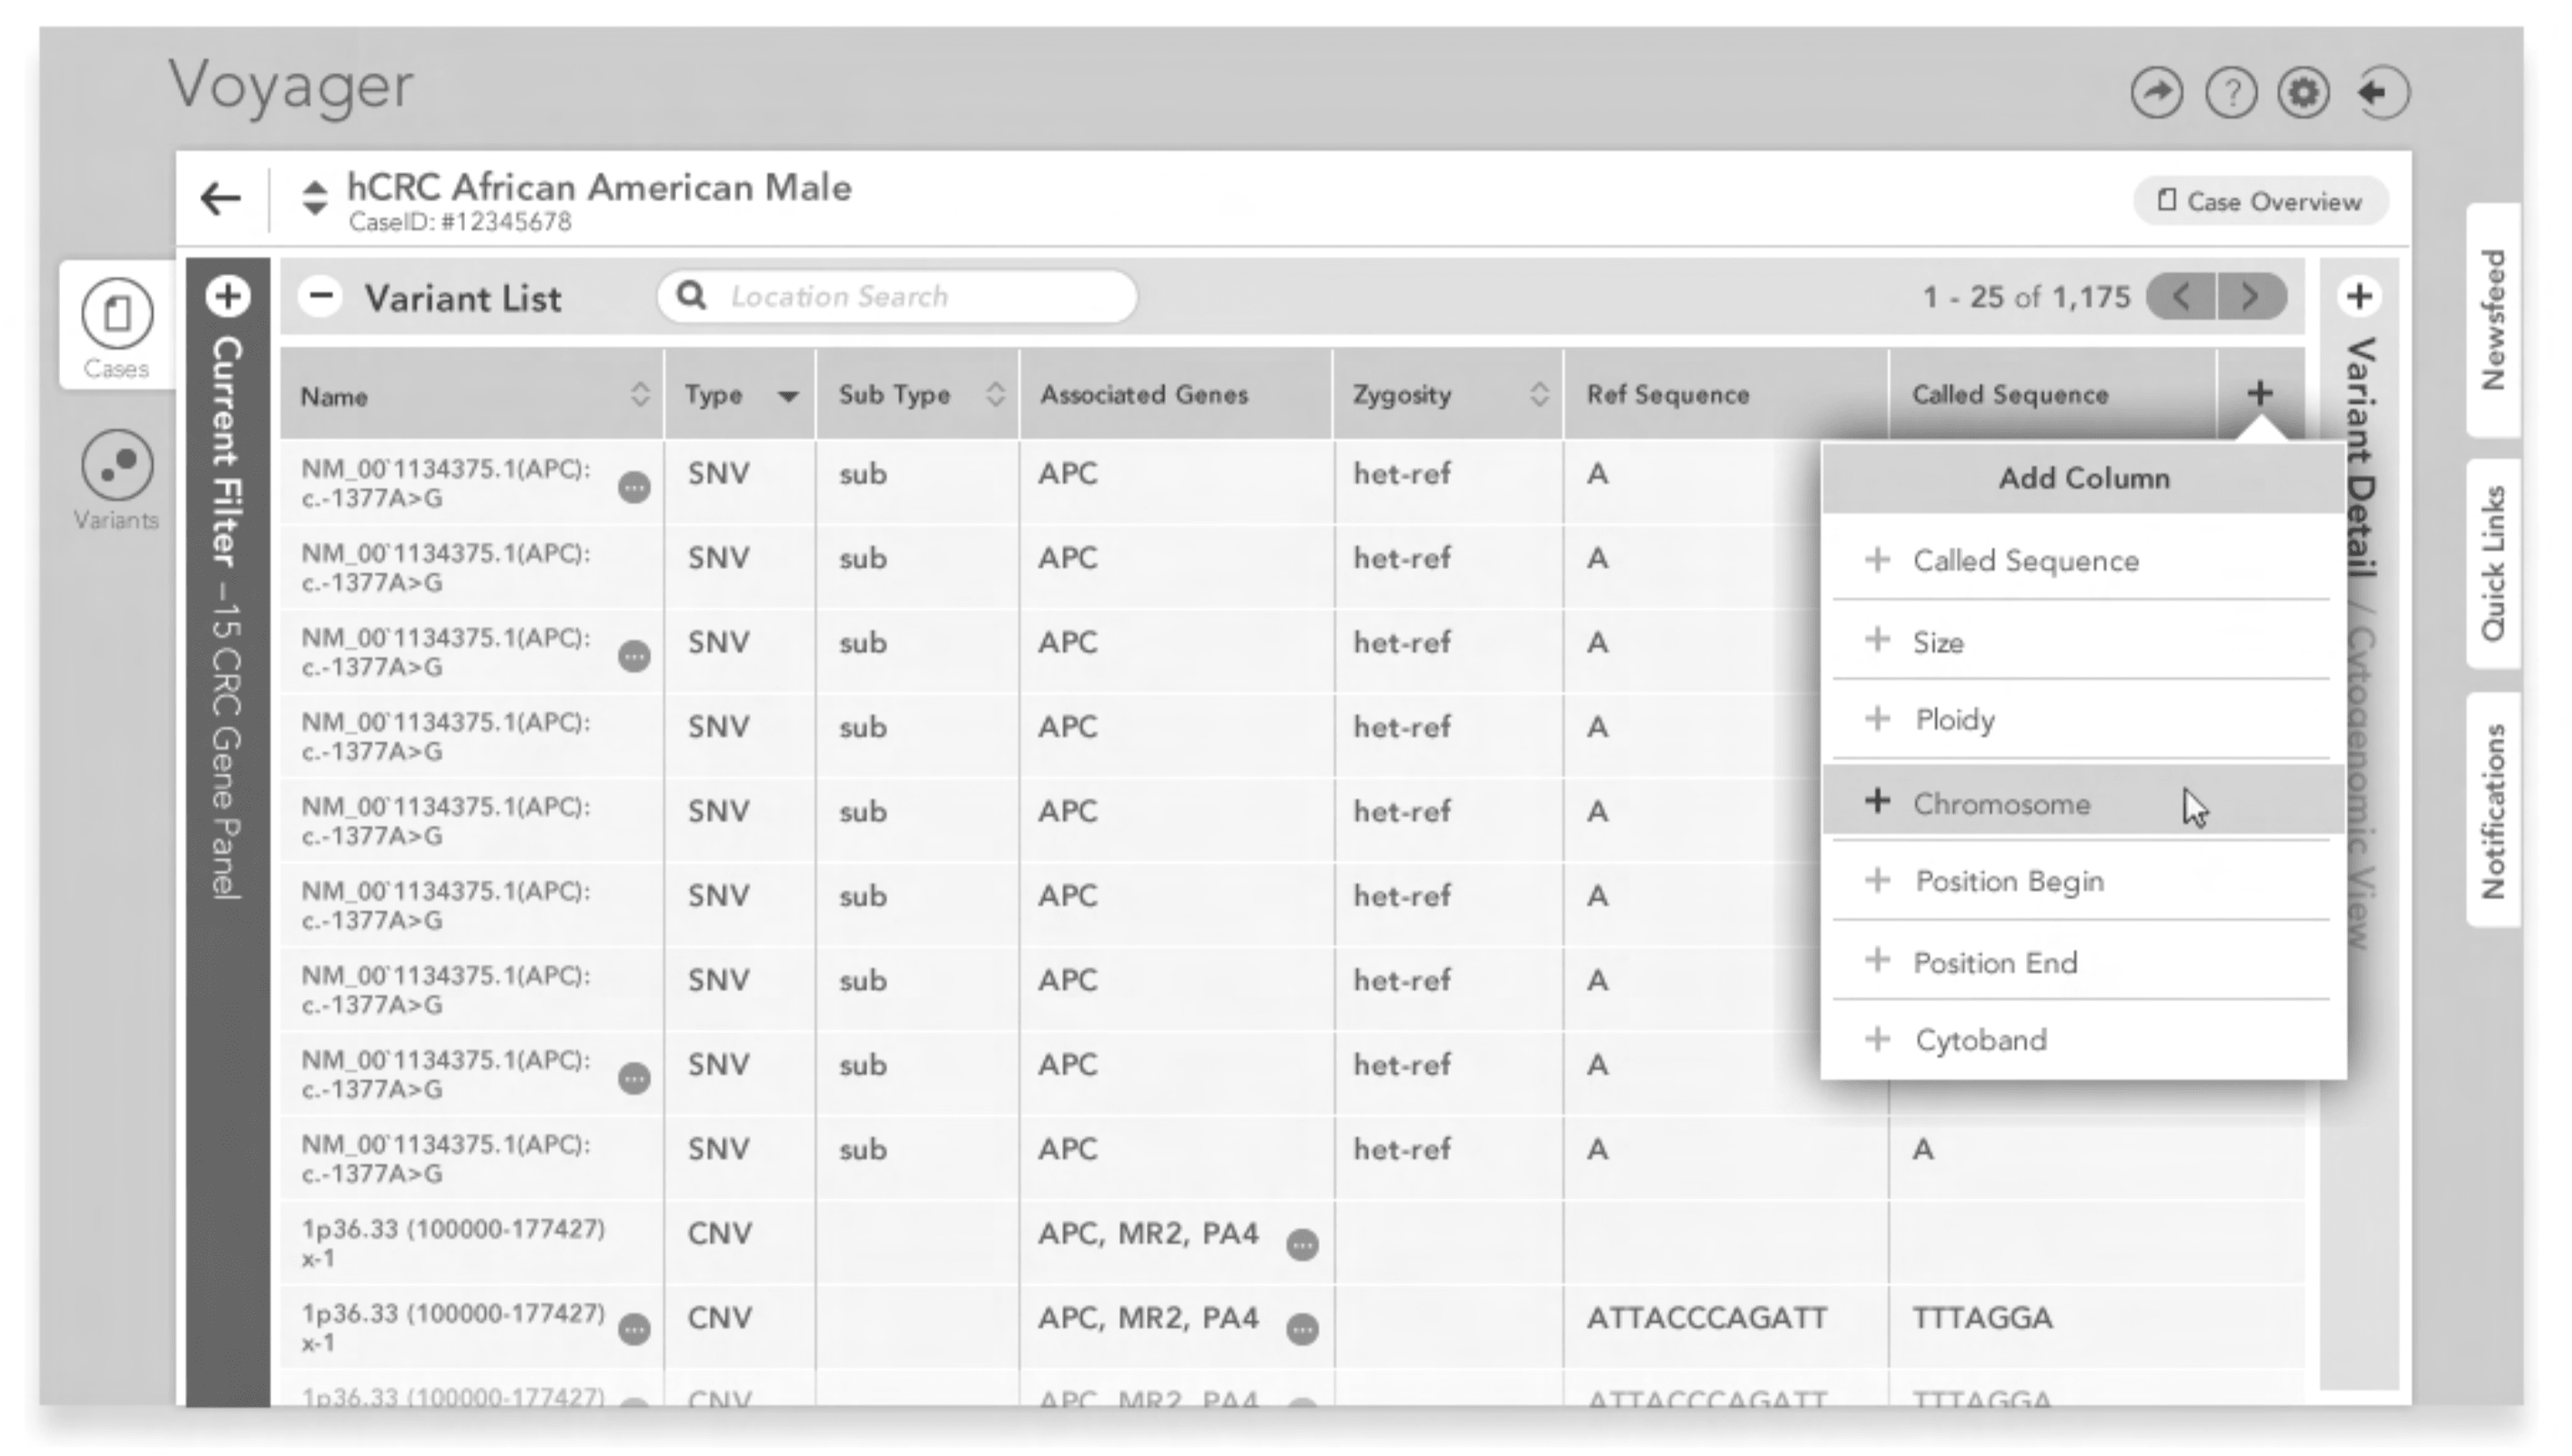 Voyager
hCRC African American Male
CaseID: #12345678
Case Overview
Cases
Variants
Current Filter –15 CRC Gene Panel
Variant List
Location Search
1 - 25 of 1,175
Name Type Sub Type Associated Genes Zygosity Ref Sequence Called Sequence
NM_00`1134375.1(APC): SNV sub APC het-ref A
c.-1377A>G
NM_00`1134375.1(APC): SNV sub APC het-ref A
c.-1377A>G
NM_00`1134375.1(APC): SNV sub APC het-ref A
c.-1377A>G
NM_00`1134375.1(APC): SNV sub APC het-ref A
c.-1377A>G
NM_00`1134375.1(APC): SNV sub APC het-ref A
c.-1377A>G
NM_00`1134375.1(APC): SNV sub APC het-ref A
c.-1377A>G
NM_00`1134375.1(APC): SNV sub APC het-ref A
c.-1377A>G
NM_00`1134375.1(APC): SNV sub APC het-ref A
c.-1377A>G
NM_00`1134375.1(APC): SNV sub APC het-ref A A
c.-1377A>G
1p36.33 (100000-177427) CNV APC, MR2, PA4
x-1
1p36.33 (100000-177427) CNV APC, MR2, PA4 ATTACCCAGATT TTTAGGA
x-1
1p36.33 (100000-177427) CNV APC, MR2, PA4 ATTACCCAGATT TTTAGGA
Add Column
Called Sequence
Size
Ploidy
Chromosome
Position Begin
Position End
Cytoband
Variant Detail / Cytogenomic View
Newsfeed
Quick Links
Notifications